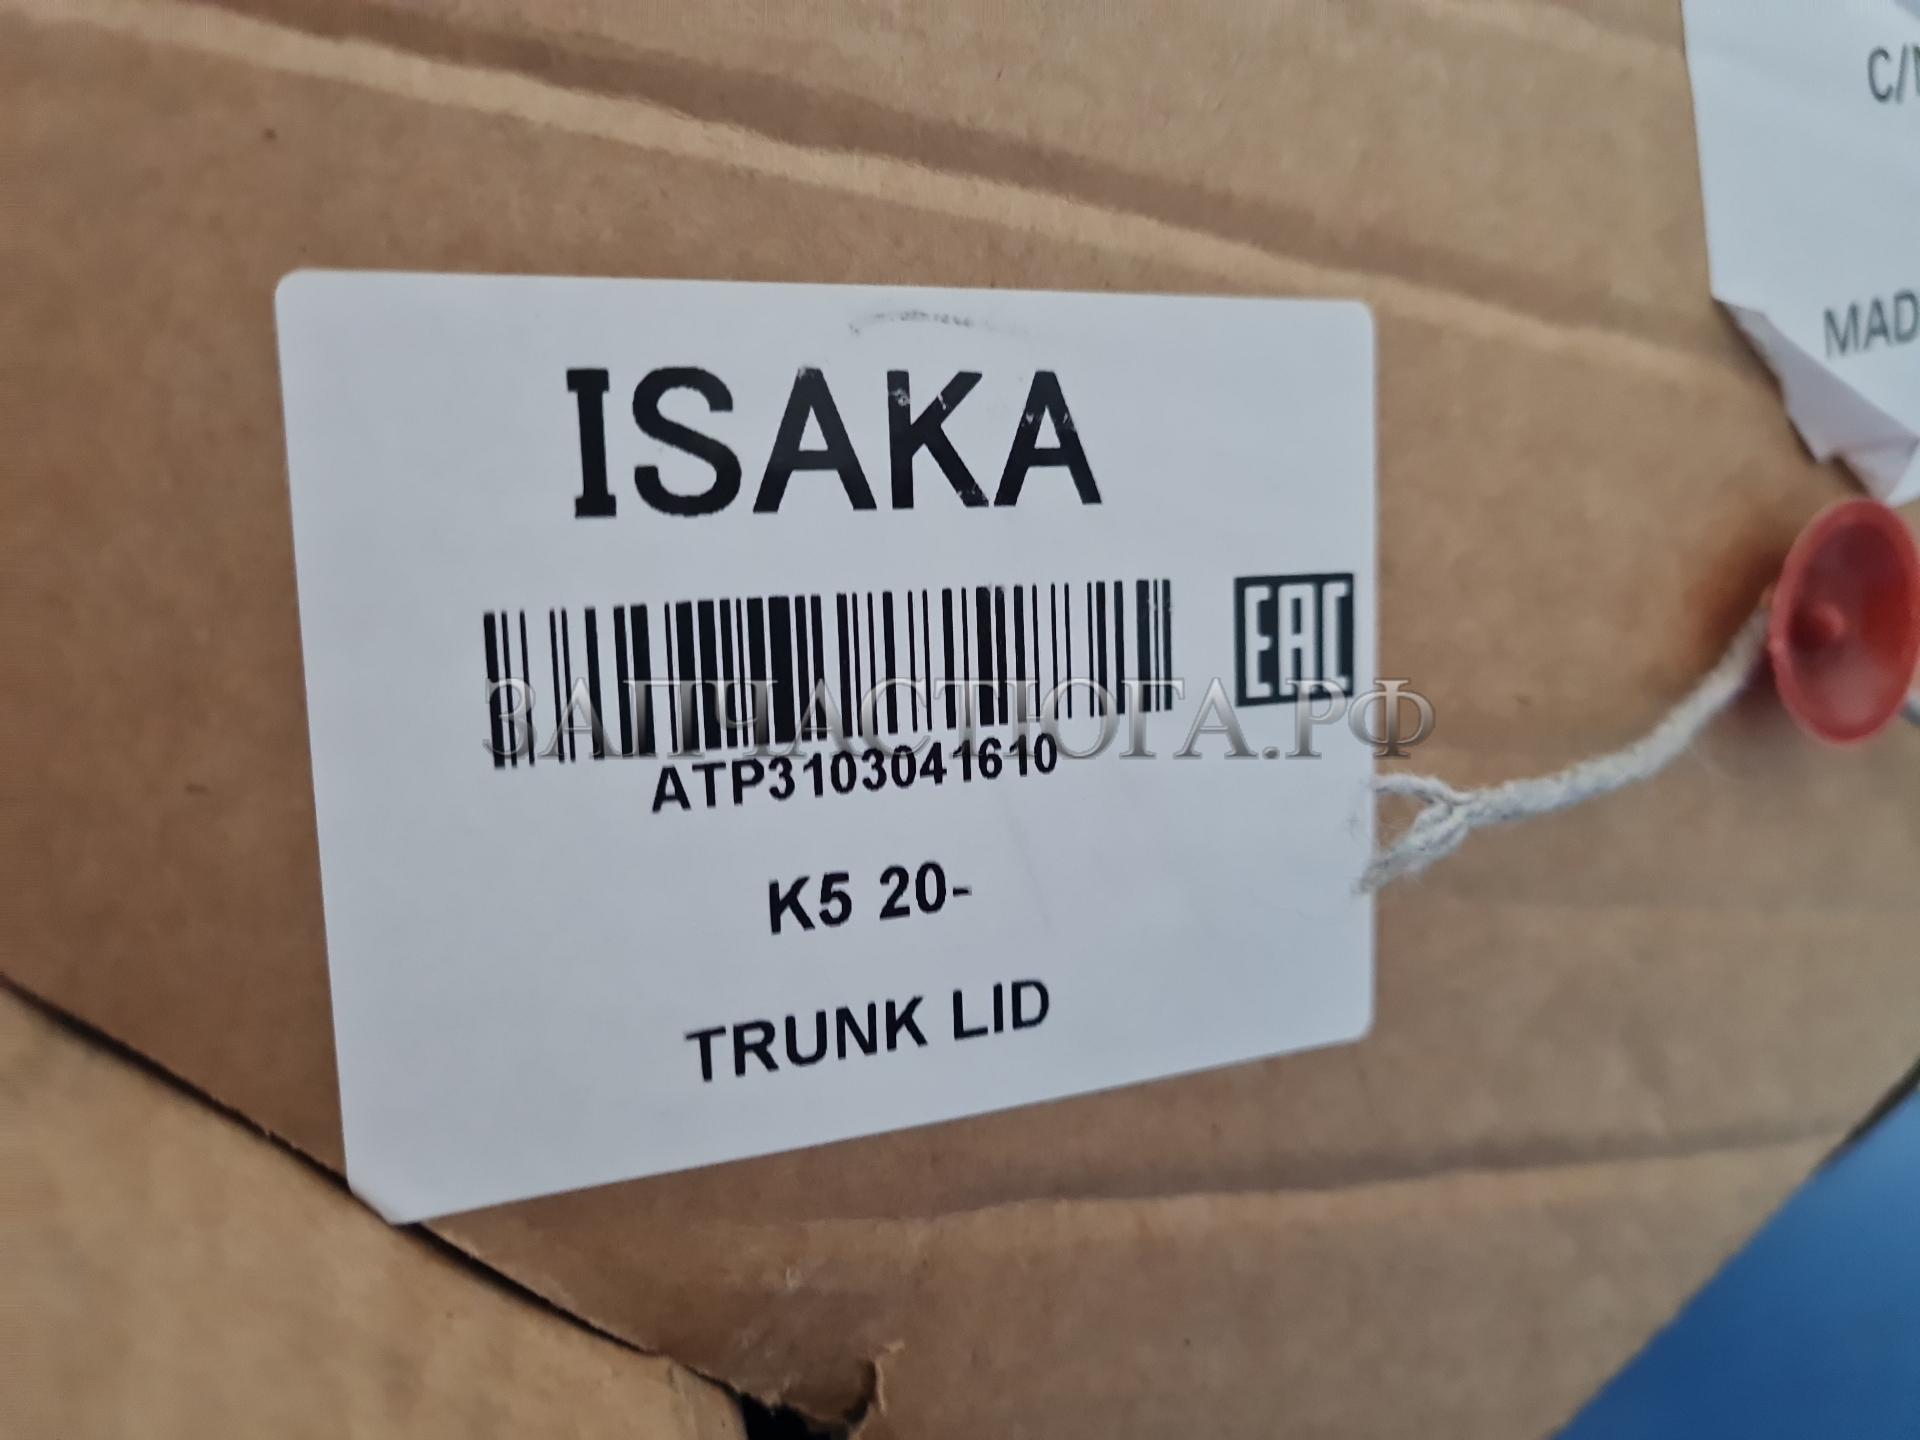 ISAKA
EAC
ЗАПЧАСТЮГА.РФ
ATP3103041610
K5 20-
TRUNK LID
C/
MAD